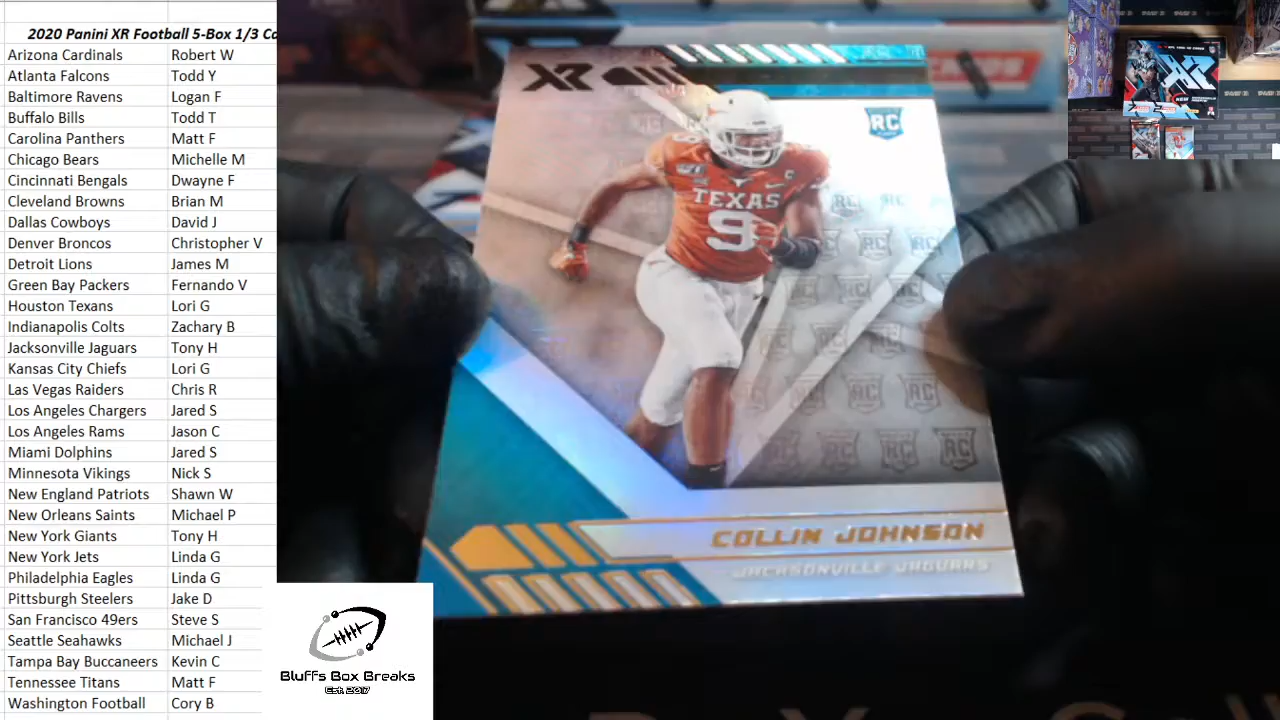 2020 Panini XR Football 5-Box 1/3 Ca
Arizona Cardinals Robert W
Atlanta Falcons Todd Y
Baltimore Ravens Logan F
Buffalo Bills Todd T
Carolina Panthers Matt F
Chicago Bears Michelle M
Cincinnati Bengals Dwayne F
Cleveland Browns Brian M
Dallas Cowboys David J
Denver Broncos Christopher V
Detroit Lions James M
Green Bay Packers Fernando V
Houston Texans Lori G
Indianapolis Colts Zachary B
Jacksonville Jaguars Tony H
Kansas City Chiefs Lori G
Las Vegas Raiders Chris R
Los Angeles Chargers Jared S
Los Angeles Rams Jason C
Miami Dolphins Jared S
Minnesota Vikings Nick S
New England Patriots Shawn W
New Orleans Saints Michael P
New York Giants Tony H
New York Jets Linda G
Philadelphia Eagles Linda G
Pittsburgh Steelers Jake D
San Francisco 49ers Steve S
Seattle Seahawks Michael J
Tampa Bay Buccaneers Kevin C
Tennessee Titans Matt F
Washington Football Cory B
XR
RC
TEXAS
9
COLLIN JOHNSON
JACKSONVILLE JAGUARS
Bluffs Box Breaks
Est. 2017
XR